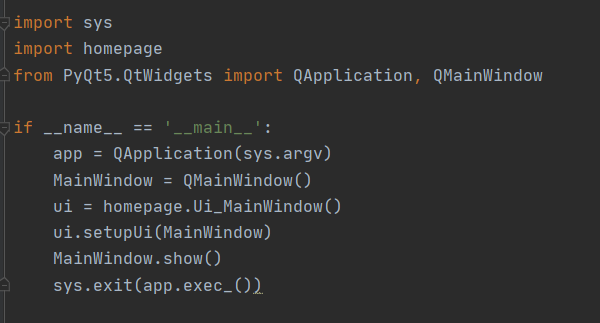 import sys
import homepage
from PyQt5.QtWidgets import QApplication, QMainWindow
if __name__ == '__main__':
app = QApplication(sys.argv)
MainWindow = QMainWindow()
ui = homepage.Ui_MainWindow()
ui.setupUi(MainWindow)
MainWindow.show()
sys.exit(app.exec_())